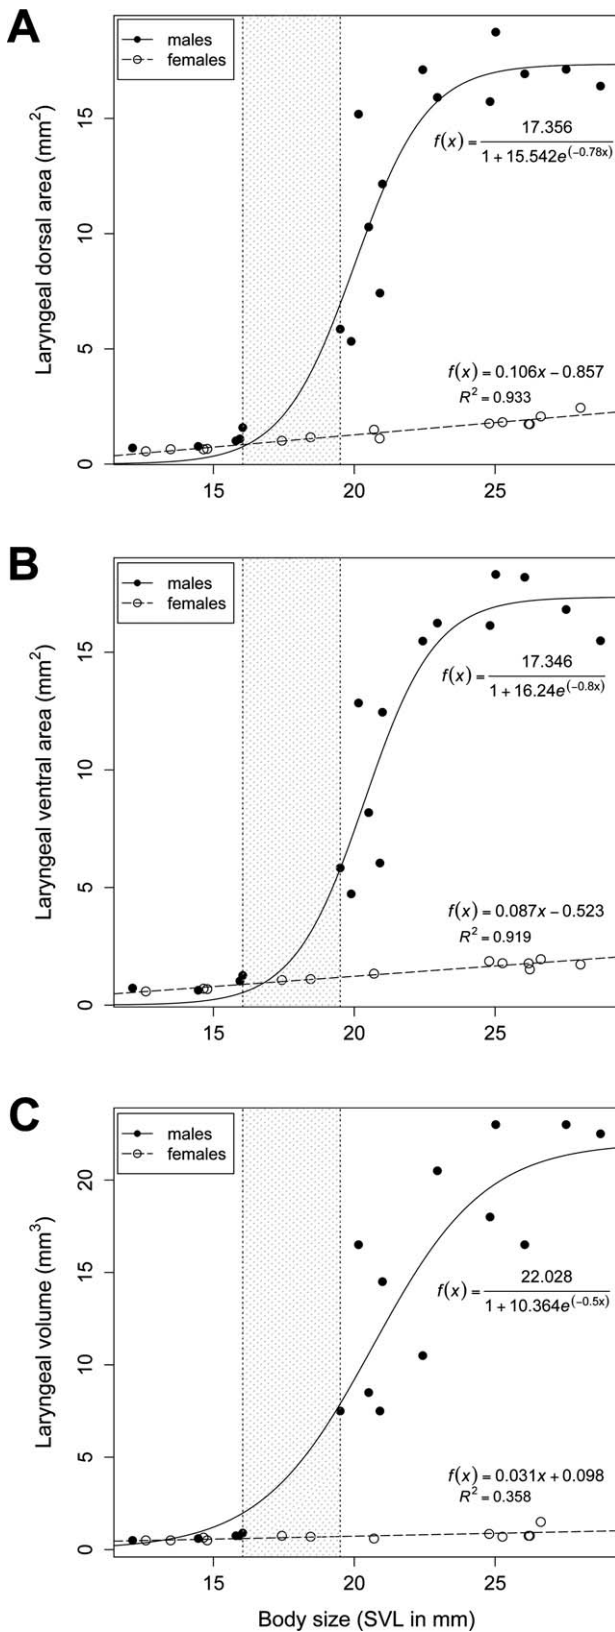 A
males
females
Laryngeal dorsal area (mm²)
0
5
10
15
15
20
25
f(x) = 17.356 / 1 + 15.542e^(-0.78x)
f(x) = 0.106x − 0.857
R² = 0.933
B
males
females
Laryngeal ventral area (mm²)
0
5
10
15
15
20
25
f(x) = 17.346 / 1 + 16.24e^(-0.8x)
f(x) = 0.087x − 0.523
R² = 0.919
C
males
females
Laryngeal volume (mm³)
0
5
10
15
20
15
20
25
f(x) = 22.028 / 1 + 10.364e^(-0.5x)
f(x) = 0.031x + 0.098
R² = 0.358
Body size (SVL in mm)